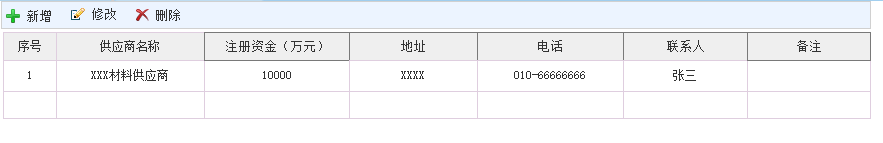 新增 修改 删除
序号 供应商名称 注册资金（万元） 地址 电话 联系人 备注
1 XXX材料供应商 10000 XXXX 010-66666666 张三